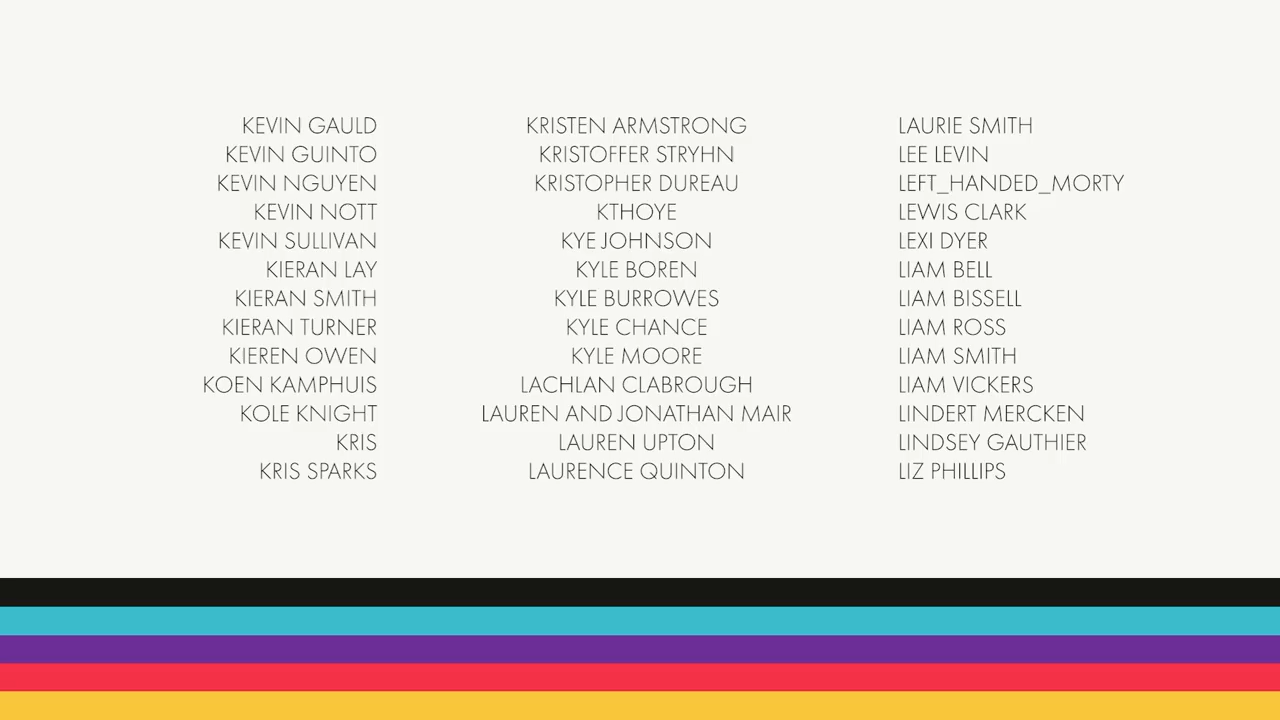 KEVIN GAULD
KEVIN GUINTO
KEVIN NGUYEN
KEVIN NOTT
KEVIN SULLIVAN
KIERAN LAY
KIERAN SMITH
KIERAN TURNER
KIEREN OWEN
KOEN KAMPHUIS
KOLE KNIGHT
KRIS
KRIS SPARKS
KRISTEN ARMSTRONG
KRISTOFFER STRYHN
KRISTOPHER DUREAU
KTHOYE
KYE JOHNSON
KYLE BOREN
KYLE BURROWES
KYLE CHANCE
KYLE MOORE
LACHLAN CLABROUGH
LAUREN AND JONATHAN MAIR
LAUREN UPTON
LAURENCE QUINTON
LAURIE SMITH
LEE LEVIN
LEFT_HANDED_MORTY
LEWIS CLARK
LEXI DYER
LIAM BELL
LIAM BISSELL
LIAM ROSS
LIAM SMITH
LIAM VICKERS
LINDERT MERCKEN
LINDSEY GAUTHIER
LIZ PHILLIPS